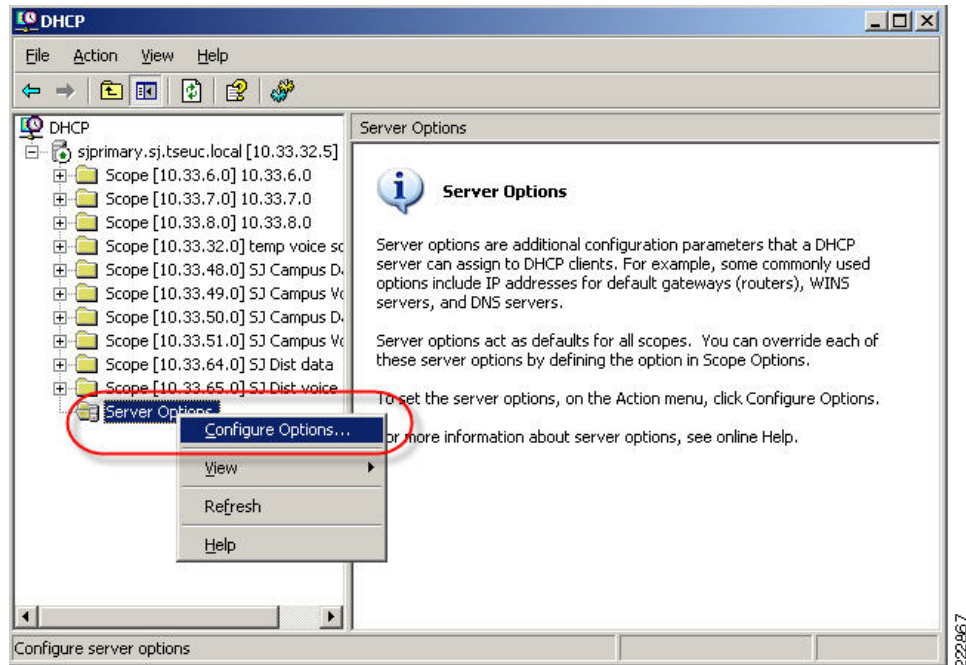 DHCP
File Action View Help
DHCP
Server Options
sjprimary.sj.tseuc.local [10.33.32.5]
Scope [10.33.6.0] 10.33.6.0
Scope [10.33.7.0] 10.33.7.0
Scope [10.33.8.0] 10.33.8.0
Scope [10.33.32.0] temp voice sc
Scope [10.33.48.0] SJ Campus D
Scope [10.33.49.0] SJ Campus Vo
Scope [10.33.50.0] SJ Campus D
Scope [10.33.51.0] SJ Campus Vo
Scope [10.33.64.0] SJ Dist data
Scope [10.33.65.0] SJ Dist voice
Server Options
Configure Options...
View
Refresh
Help
Server Options
Server options are additional configuration parameters that a DHCP
server can assign to DHCP clients. For example, some commonly used
options include IP addresses for default gateways (routers), WINS
servers, and DNS servers.
Server options act as defaults for all scopes. You can override each of
these server options by defining the option in Scope Options.
To set the server options, on the Action menu, click Configure Options.
or more information about server options, see online Help.
Configure server options
222867